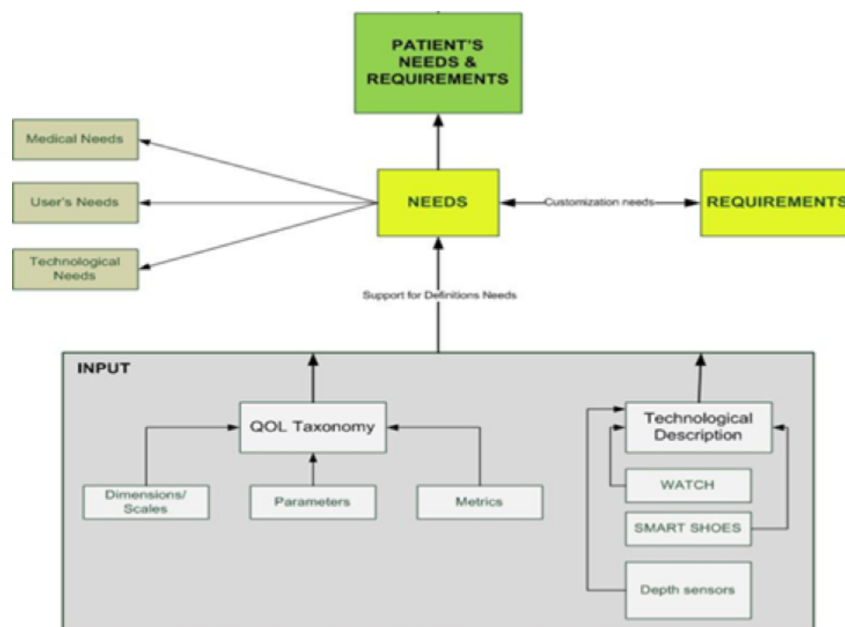 PATIENT'S
NEEDS &
REQUIREMENTS
Medical Needs
User's Needs
Technological
Needs
NEEDS
Customization needs
REQUIREMENTS
Support for Definitions Needs
INPUT
QOL Taxonomy
Technological
Description
Dimensions/
Scales
Parameters
Metrics
WATCH
SMART SHOES
Depth sensors